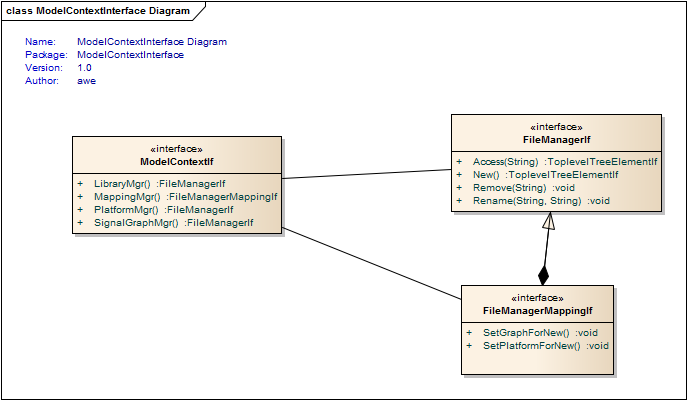 class ModelContextInterface Diagram
Name: ModelContextInterface Diagram
Package: ModelContextInterface
Version: 1.0
Author: awe
«interface»
ModelContextIf
+ LibraryMgr() :FileManagerIf
+ MappingMgr() :FileManagerMappingIf
+ PlatformMgr() :FileManagerIf
+ SignalGraphMgr() :FileManagerIf
«interface»
FileManagerIf
+ Access(String) :ToplevelTreeElementIf
+ New() :ToplevelTreeElementIf
+ Remove(String) :void
+ Rename(String, String) :void
«interface»
FileManagerMappingIf
+ SetGraphForNew() :void
+ SetPlatformForNew() :void